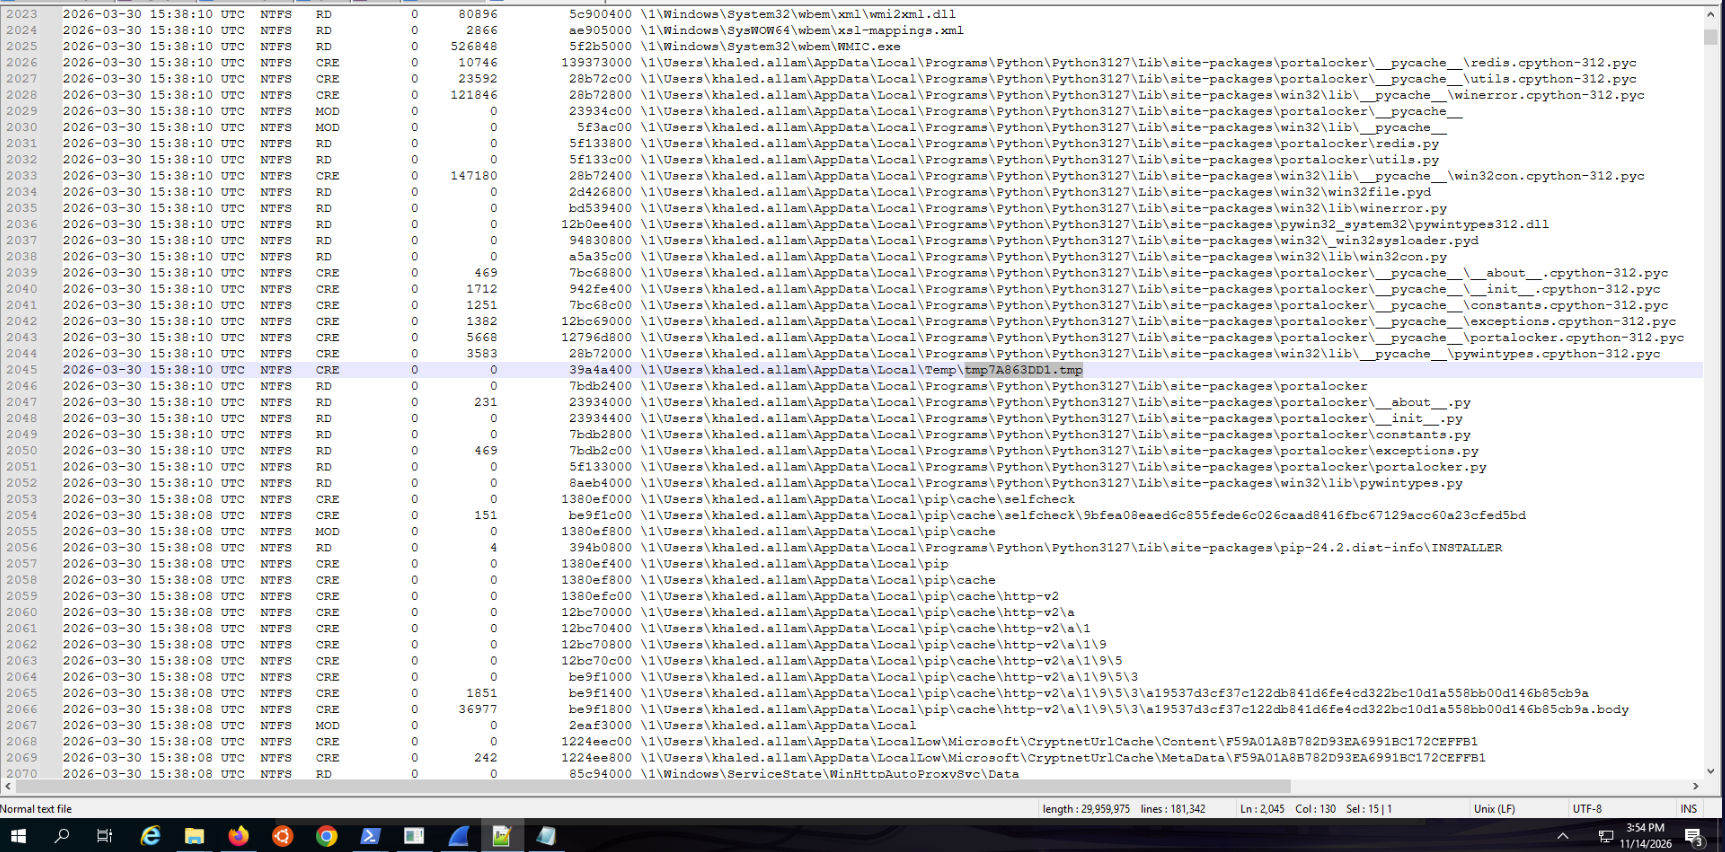 2023 2026-03-30 15:38:10 UTC NTFS RD 0 80896 5c900400 \1\Windows\System32\wbem\xml\wmi2xml.dll
2024 2026-03-30 15:38:10 UTC NTFS RD 0 2866 ae905000 \1\Windows\SysWOW64\wbem\xsl-mappings.xml
2025 2026-03-30 15:38:10 UTC NTFS RD 0 526848 5f2b5000 \1\Windows\System32\wbem\WMIC.exe
2026 2026-03-30 15:38:10 UTC NTFS CRE 0 10746 139373000 \1\Users\khaled.allam\AppData\Local\Programs\Python\Python3127\Lib\site-packages\portalocker\__pycache__\redis.cpython-312.pyc
2027 2026-03-30 15:38:10 UTC NTFS CRE 0 23592 28b72c00 \1\Users\khaled.allam\AppData\Local\Programs\Python\Python3127\Lib\site-packages\portalocker\__pycache__\utils.cpython-312.pyc
2028 2026-03-30 15:38:10 UTC NTFS CRE 0 121846 28b72800 \1\Users\khaled.allam\AppData\Local\Programs\Python\Python3127\Lib\site-packages\win32\lib\__pycache__\winerror.cpython-312.pyc
2029 2026-03-30 15:38:10 UTC NTFS MOD 0 0 23934c00 \1\Users\khaled.allam\AppData\Local\Programs\Python\Python3127\Lib\site-packages\portalocker\__pycache__
2030 2026-03-30 15:38:10 UTC NTFS MOD 0 0 5f3ac00 \1\Users\khaled.allam\AppData\Local\Programs\Python\Python3127\Lib\site-packages\win32\lib\__pycache__
2031 2026-03-30 15:38:10 UTC NTFS RD 0 0 5f133800 \1\Users\khaled.allam\AppData\Local\Programs\Python\Python3127\Lib\site-packages\portalocker\redis.py
2032 2026-03-30 15:38:10 UTC NTFS RD 0 0 5f133c00 \1\Users\khaled.allam\AppData\Local\Programs\Python\Python3127\Lib\site-packages\portalocker\utils.py
2033 2026-03-30 15:38:10 UTC NTFS CRE 0 147180 28b72400 \1\Users\khaled.allam\AppData\Local\Programs\Python\Python3127\Lib\site-packages\win32\lib\__pycache__\win32con.cpython-312.pyc
2034 2026-03-30 15:38:10 UTC NTFS RD 0 0 2d426800 \1\Users\khaled.allam\AppData\Local\Programs\Python\Python3127\Lib\site-packages\win32\win32file.pyd
2035 2026-03-30 15:38:10 UTC NTFS RD 0 0 bd539400 \1\Users\khaled.allam\AppData\Local\Programs\Python\Python3127\Lib\site-packages\win32\lib\winerror.py
2036 2026-03-30 15:38:10 UTC NTFS RD 0 0 12b0ee400 \1\Users\khaled.allam\AppData\Local\Programs\Python\Python3127\Lib\site-packages\pywin32_system32\pywintypes312.dll
2037 2026-03-30 15:38:10 UTC NTFS RD 0 0 94830800 \1\Users\khaled.allam\AppData\Local\Programs\Python\Python3127\Lib\site-packages\win32\_win32sysloader.pyd
2038 2026-03-30 15:38:10 UTC NTFS RD 0 0 a5a35c00 \1\Users\khaled.allam\AppData\Local\Programs\Python\Python3127\Lib\site-packages\win32\lib\win32con.py
2039 2026-03-30 15:38:10 UTC NTFS CRE 0 469 7bc68800 \1\Users\khaled.allam\AppData\Local\Programs\Python\Python3127\Lib\site-packages\portalocker\__pycache__\__about__.cpython-312.pyc
2040 2026-03-30 15:38:10 UTC NTFS CRE 0 1712 942fe400 \1\Users\khaled.allam\AppData\Local\Programs\Python\Python3127\Lib\site-packages\portalocker\__pycache__\__init__.cpython-312.pyc
2041 2026-03-30 15:38:10 UTC NTFS CRE 0 1251 7bc68c00 \1\Users\khaled.allam\AppData\Local\Programs\Python\Python3127\Lib\site-packages\portalocker\__pycache__\constants.cpython-312.pyc
2042 2026-03-30 15:38:10 UTC NTFS CRE 0 1382 12bc69000 \1\Users\khaled.allam\AppData\Local\Programs\Python\Python3127\Lib\site-packages\portalocker\__pycache__\exceptions.cpython-312.pyc
2043 2026-03-30 15:38:10 UTC NTFS CRE 0 5668 12796d800 \1\Users\khaled.allam\AppData\Local\Programs\Python\Python3127\Lib\site-packages\portalocker\__pycache__\portalocker.cpython-312.pyc
2044 2026-03-30 15:38:10 UTC NTFS CRE 0 3583 28b72000 \1\Users\khaled.allam\AppData\Local\Programs\Python\Python3127\Lib\site-packages\win32\lib\__pycache__\pywintypes.cpython-312.pyc
2045 2026-03-30 15:38:10 UTC NTFS CRE 0 0 39a4a400 \1\Users\khaled.allam\AppData\Local\Temp\tmp7A863DD1.tmp
2046 2026-03-30 15:38:10 UTC NTFS RD 0 0 7bdb2400 \1\Users\khaled.allam\AppData\Local\Programs\Python\Python3127\Lib\site-packages\portalocker
2047 2026-03-30 15:38:10 UTC NTFS RD 0 231 23934000 \1\Users\khaled.allam\AppData\Local\Programs\Python\Python3127\Lib\site-packages\portalocker\__about__.py
2048 2026-03-30 15:38:10 UTC NTFS RD 0 0 23934400 \1\Users\khaled.allam\AppData\Local\Programs\Python\Python3127\Lib\site-packages\portalocker\__init__.py
2049 2026-03-30 15:38:10 UTC NTFS RD 0 0 7bdb2800 \1\Users\khaled.allam\AppData\Local\Programs\Python\Python3127\Lib\site-packages\portalocker\constants.py
2050 2026-03-30 15:38:10 UTC NTFS RD 0 469 7bdb2c00 \1\Users\khaled.allam\AppData\Local\Programs\Python\Python3127\Lib\site-packages\portalocker\exceptions.py
2051 2026-03-30 15:38:10 UTC NTFS RD 0 0 5f133000 \1\Users\khaled.allam\AppData\Local\Programs\Python\Python3127\Lib\site-packages\portalocker\portalocker.py
2052 2026-03-30 15:38:10 UTC NTFS RD 0 0 8aeb4000 \1\Users\khaled.allam\AppData\Local\Programs\Python\Python3127\Lib\site-packages\win32\lib\pywintypes.py
2053 2026-03-30 15:38:08 UTC NTFS CRE 0 0 1380ef000 \1\Users\khaled.allam\AppData\Local\pip\cache\selfcheck
2054 2026-03-30 15:38:08 UTC NTFS CRE 0 151 be9f1c00 \1\Users\khaled.allam\AppData\Local\pip\cache\selfcheck\9bfea08eaed6c855fede6c026caad8416fbc67129acc60a23cfed5bd
2055 2026-03-30 15:38:08 UTC NTFS MOD 0 0 1380ef800 \1\Users\khaled.allam\AppData\Local\pip\cache
2056 2026-03-30 15:38:08 UTC NTFS RD 0 4 394b0800 \1\Users\khaled.allam\AppData\Local\Programs\Python\Python3127\Lib\site-packages\pip-24.2.dist-info\INSTALLER
2057 2026-03-30 15:38:08 UTC NTFS CRE 0 0 1380ef400 \1\Users\khaled.allam\AppData\Local\pip
2058 2026-03-30 15:38:08 UTC NTFS CRE 0 0 1380ef800 \1\Users\khaled.allam\AppData\Local\pip\cache
2059 2026-03-30 15:38:08 UTC NTFS CRE 0 0 1380efc00 \1\Users\khaled.allam\AppData\Local\pip\cache\http-v2
2060 2026-03-30 15:38:08 UTC NTFS CRE 0 0 12bc70000 \1\Users\khaled.allam\AppData\Local\pip\cache\http-v2\a
2061 2026-03-30 15:38:08 UTC NTFS CRE 0 0 12bc70400 \1\Users\khaled.allam\AppData\Local\pip\cache\http-v2\a\1
2062 2026-03-30 15:38:08 UTC NTFS CRE 0 0 12bc70800 \1\Users\khaled.allam\AppData\Local\pip\cache\http-v2\a\1\9
2063 2026-03-30 15:38:08 UTC NTFS CRE 0 0 12bc70c00 \1\Users\khaled.allam\AppData\Local\pip\cache\http-v2\a\1\9\5
2064 2026-03-30 15:38:08 UTC NTFS CRE 0 0 be9f1000 \1\Users\khaled.allam\AppData\Local\pip\cache\http-v2\a\1\9\5\3
2065 2026-03-30 15:38:08 UTC NTFS CRE 0 1851 be9f1400 \1\Users\khaled.allam\AppData\Local\pip\cache\http-v2\a\1\9\5\3\a19537d3cf37c122db841d6fe4cd322bc10d1a558bb00d146b85cb9a
2066 2026-03-30 15:38:08 UTC NTFS CRE 0 36977 be9f1800 \1\Users\khaled.allam\AppData\Local\pip\cache\http-v2\a\1\9\5\3\a19537d3cf37c122db841d6fe4cd322bc10d1a558bb00d146b85cb9a.body
2067 2026-03-30 15:38:08 UTC NTFS MOD 0 0 2eaf3000 \1\Users\khaled.allam\AppData\Local
2068 2026-03-30 15:38:08 UTC NTFS CRE 0 0 1224eec00 \1\Users\khaled.allam\AppData\LocalLow\Microsoft\CryptnetUrlCache\Content\F59A01A8B782D93EA6991BC172CEFFB1
2069 2026-03-30 15:38:08 UTC NTFS CRE 0 242 1224ee800 \1\Users\khaled.allam\AppData\LocalLow\Microsoft\CryptnetUrlCache\MetaData\F59A01A8B782D93EA6991BC172CEFFB1
2070 2026-03-30 15:38:08 UTC NTFS RD 0 0 85c94000 \1\Windows\ServiceState\WinHttpAutoProxySvc\Data
Normal text file length : 29,959,975 lines : 181,342 Ln : 2,045 Col : 130 Sel : 15 | 1 Unix (LF) UTF-8 INS
3:54 PM
11/14/2026
3